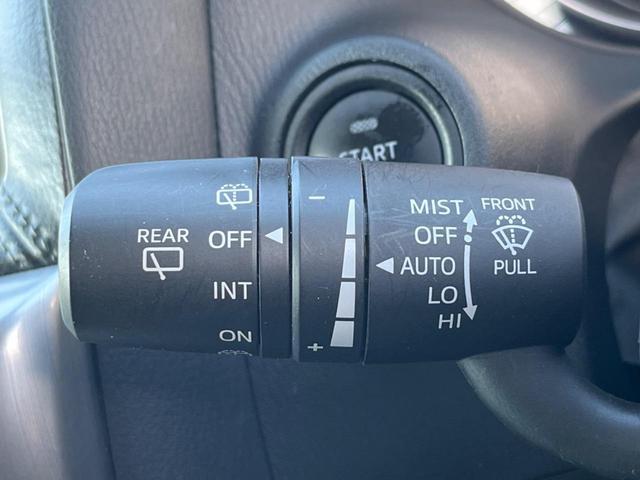 START
REAR
OFF
INT
ON
−
+
MIST
OFF
AUTO
LO
HI
FRONT
PULL